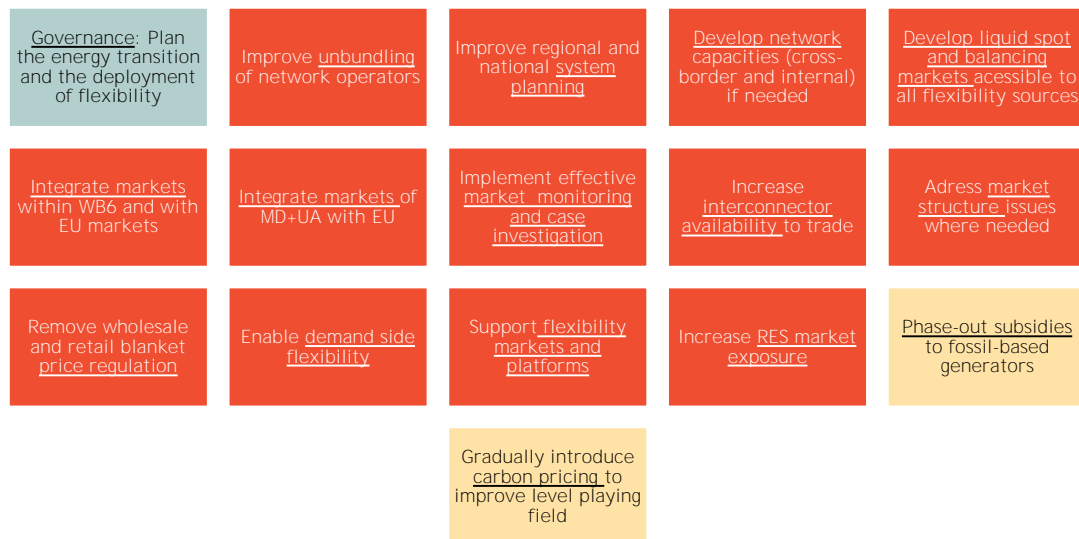 Governance: Plan
the energy transition
and the deployment
of flexibility
Improve unbundling
of network operators
Improve regional and
national system
planning
Develop network
capacities (cross-
border and internal)
if needed
Develop liquid spot
and balancing
markets acessible to
all flexibility sources
Integrate markets
within WB6 and with
EU markets
Integrate markets of
MD+UA with EU
Implement effective
market monitoring
and case
investigation
Increase
interconnector
availability to trade
Adress market
structure issues
where needed
Remove wholesale
and retail blanket
price regulation
Enable demand side
flexibility
Support flexibility
markets and
platforms
Increase RES market
exposure
Phase-out subsidies
to fossil-based
generators
Gradually introduce
carbon pricing to
improve level playing
field